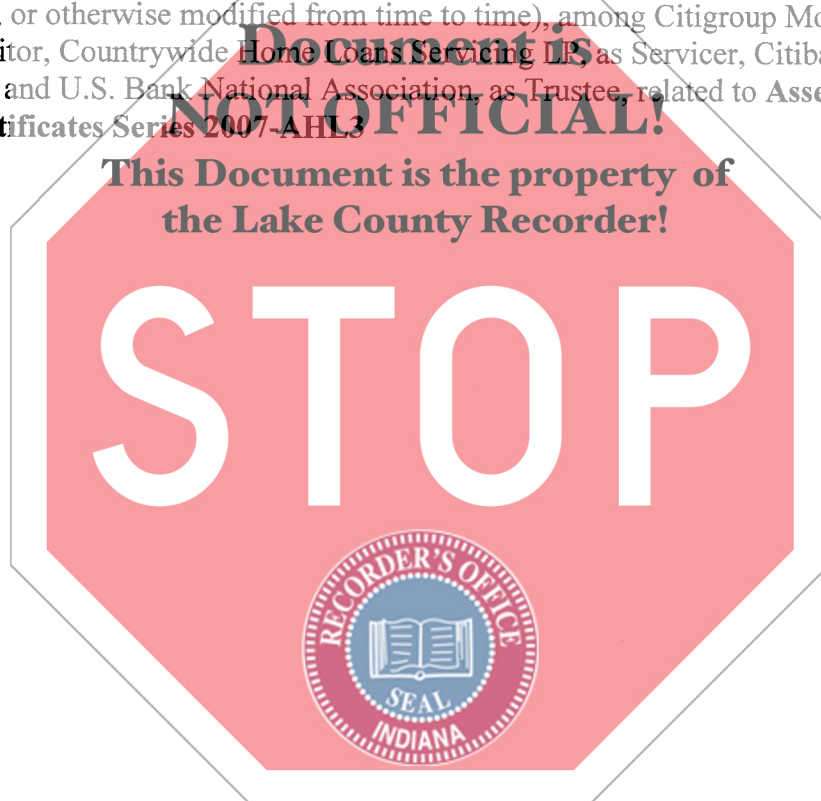 , or otherwise modified from time to time), among Citigroup Mo
itor, Countrywide Home Loans Servicing LP, as Servicer, Citiba
and U.S. Bank National Association, as Trustee, related to Asse
tificates Series 2007-AHL3
Document is
NOT OFFICIAL!
This Document is the property of
the Lake County Recorder!
STOP
RECORDER'S OFFICE
SEAL
INDIANA